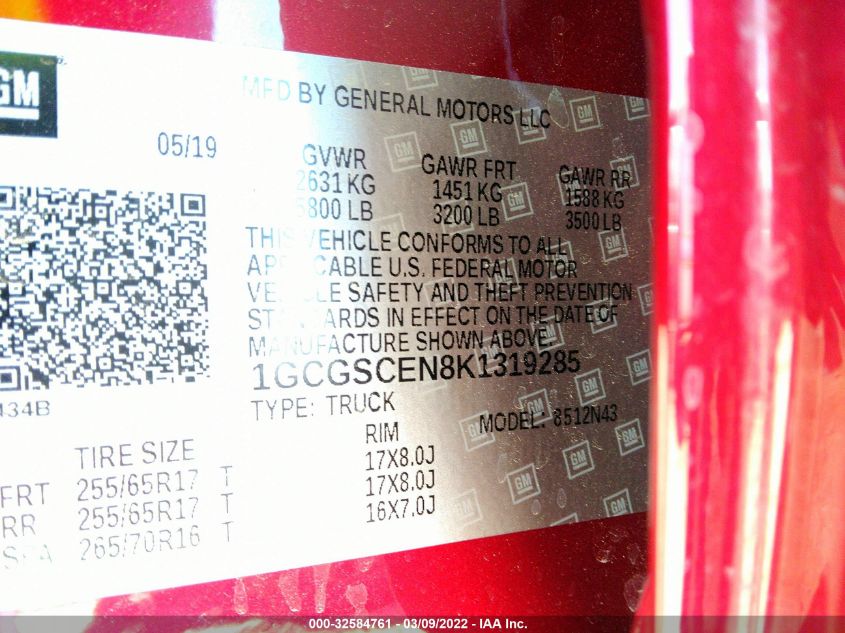 GM
MFD BY GENERAL MOTORS LLC
05/19
GVWR GAWR FRT GAWR RR
2631 KG 1451 KG 1588 KG
5800 LB 3200 LB 3500 LB
THIS VEHICLE CONFORMS TO ALL
APPLICABLE U.S. FEDERAL MOTOR
VEHICLE SAFETY AND THEFT PREVENTION
STANDARDS IN EFFECT ON THE DATE OF
MANUFACTURE SHOWN ABOVE.
1GCGSCEN8K1319285
434B
TYPE: TRUCK MODEL: 8512N43
TIRE SIZE RIM
FRT 255/65R17 T 17X8.0J
RR 255/65R17 T 17X8.0J
SPA 265/70R16 T 16X7.0J
000-32584761 - 03/09/2022 - IAA Inc.